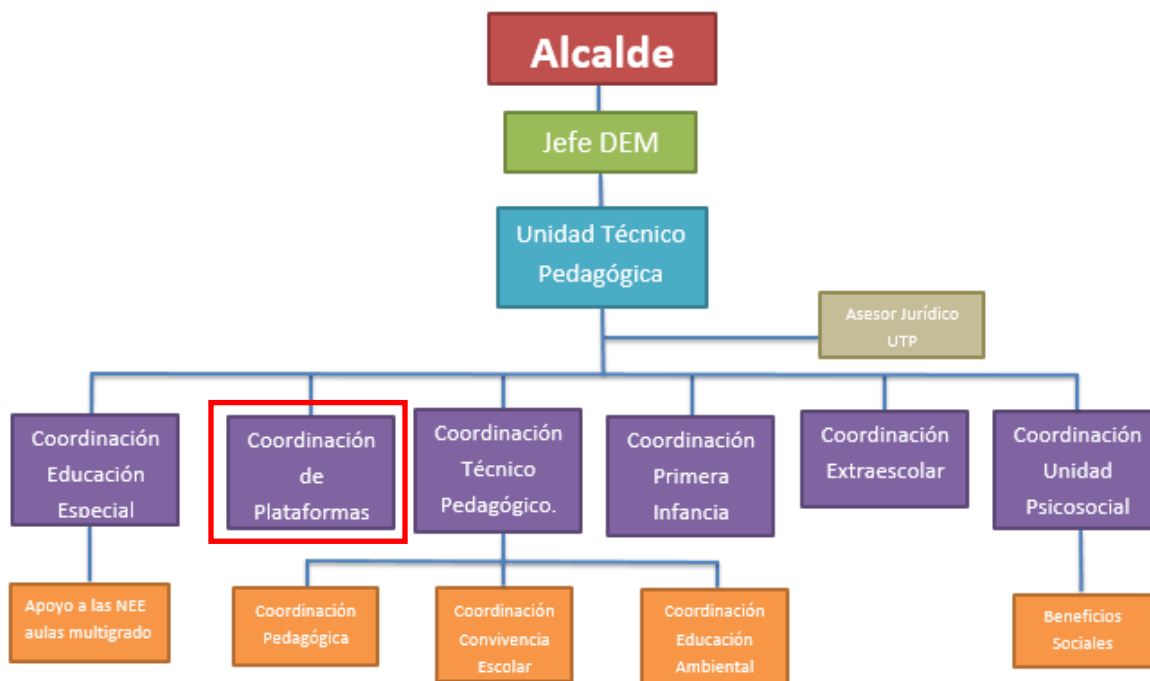 Alcalde
Jefe DEM
Unidad Técnico
Pedagógica
Asesor Jurídico
UTP
Coordinación
Educación
Especial
Coordinación
de
Plataformas
Coordinación
Técnico
Pedagógico.
Coordinación
Primera
Infancia
Coordinación
Extraescolar
Coordinación
Unidad
Psicosocial
Apoyo a las NEE
aulas multigrado
Coordinación
Pedagógica
Coordinación
Convivencia
Escolar
Coordinación
Educación
Ambiental
Beneficios
Sociales